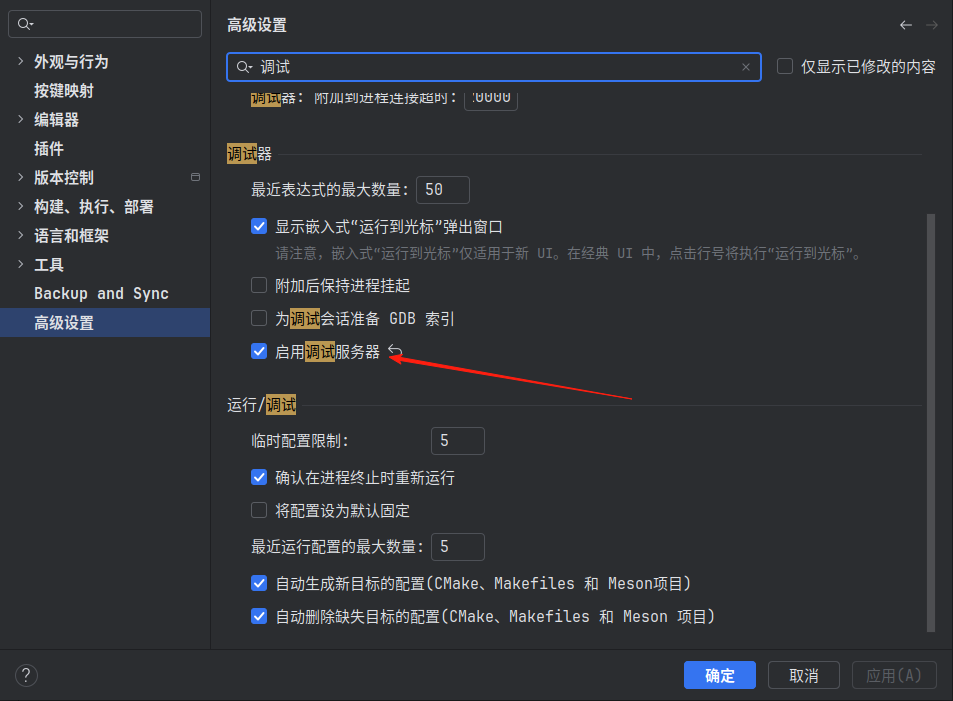 外观与行为
按键映射
编辑器
插件
版本控制
构建、执行、部署
语言和框架
工具
Backup and Sync
高级设置
高级设置
调试
仅显示已修改的内容
调试器: 附加到进程连接超时:
调试器
最近表达式的最大数量: 50
显示嵌入式“运行到光标”弹出窗口
请注意，嵌入式“运行到光标”仅适用于新 UI。在经典 UI 中，点击行号将执行“运行到光标”。
附加后保持进程挂起
为调试会话准备 GDB 索引
启用调试服务器
运行/调试
临时配置限制: 5
确认在进程终止时重新运行
将配置设为默认固定
最近运行配置的最大数量: 5
自动生成新目标的配置(CMake、Makefiles 和 Meson项目)
自动删除缺失目标的配置(CMake、Makefiles 和 Meson 项目)
?
确定
取消
应用(A)